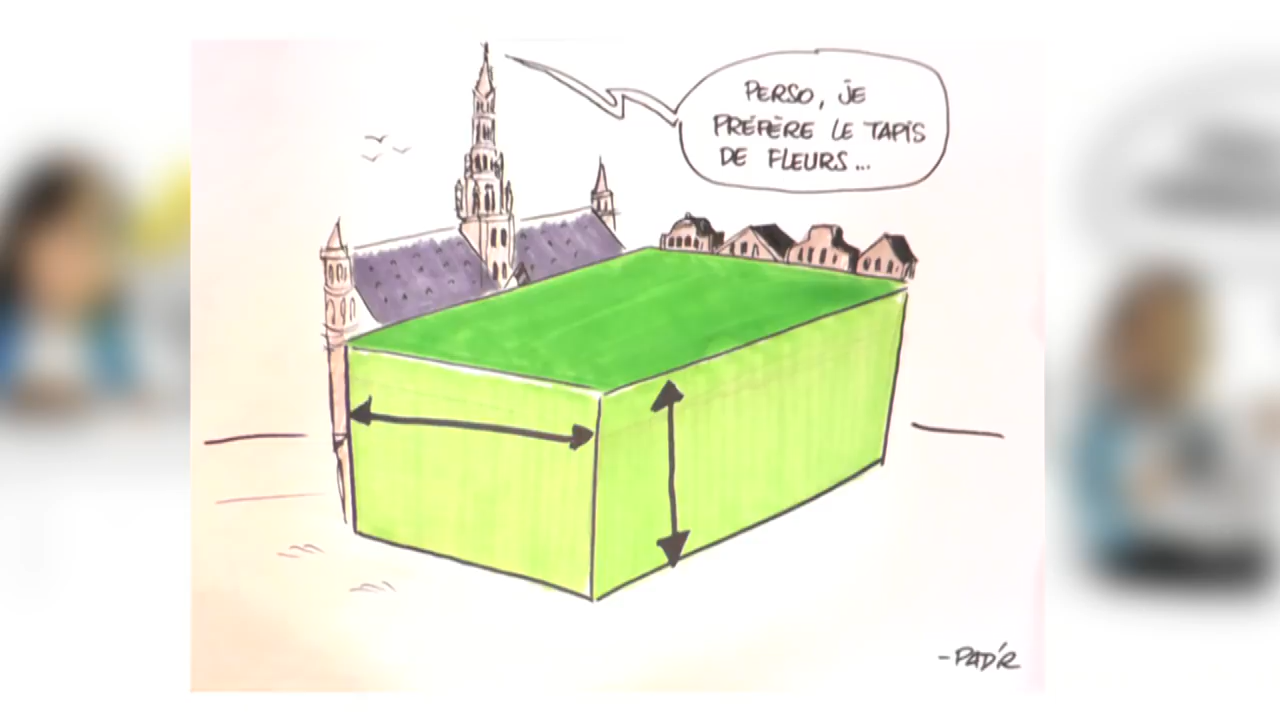 PERSO, JE
PRÉFÈRE LE TAPIS
DE FLEURS...
-PAD'R